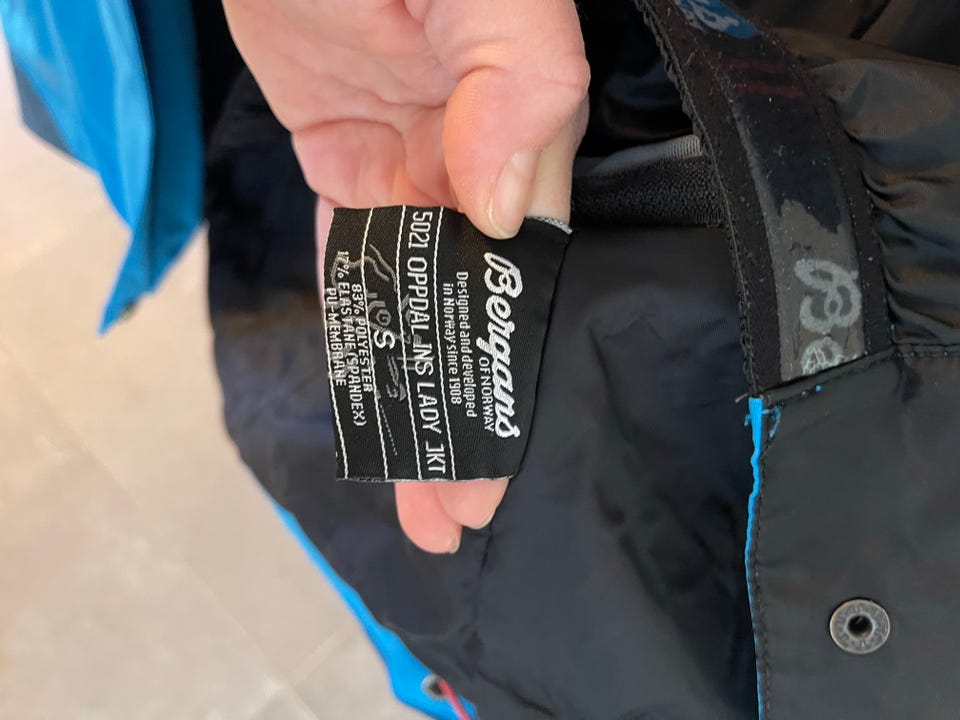 Bergans
OF NORWAY
Designed and developed
in Norway since 1908
5021 OPPDAL INS LADY JKT
83% POLYESTER
17% ELASTANE (SPANDEX)
PU-MEMBRANE